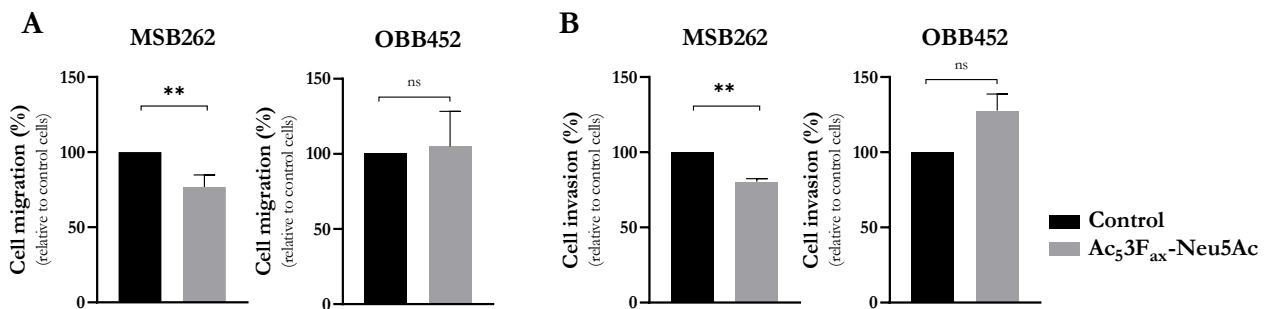 A
MSB262
150
100
50
0
Cell migration (%)
(relative to control cells)
**
OBB452
150
100
50
0
Cell migration (%)
(relative to control cells)
ns
B
MSB262
150
100
50
0
Cell invasion (%)
(relative to control cells)
**
OBB452
150
100
50
0
Cell invasion (%)
(relative to control cells)
ns
Control
Ac₅3Fₐₓ-Neu5Ac